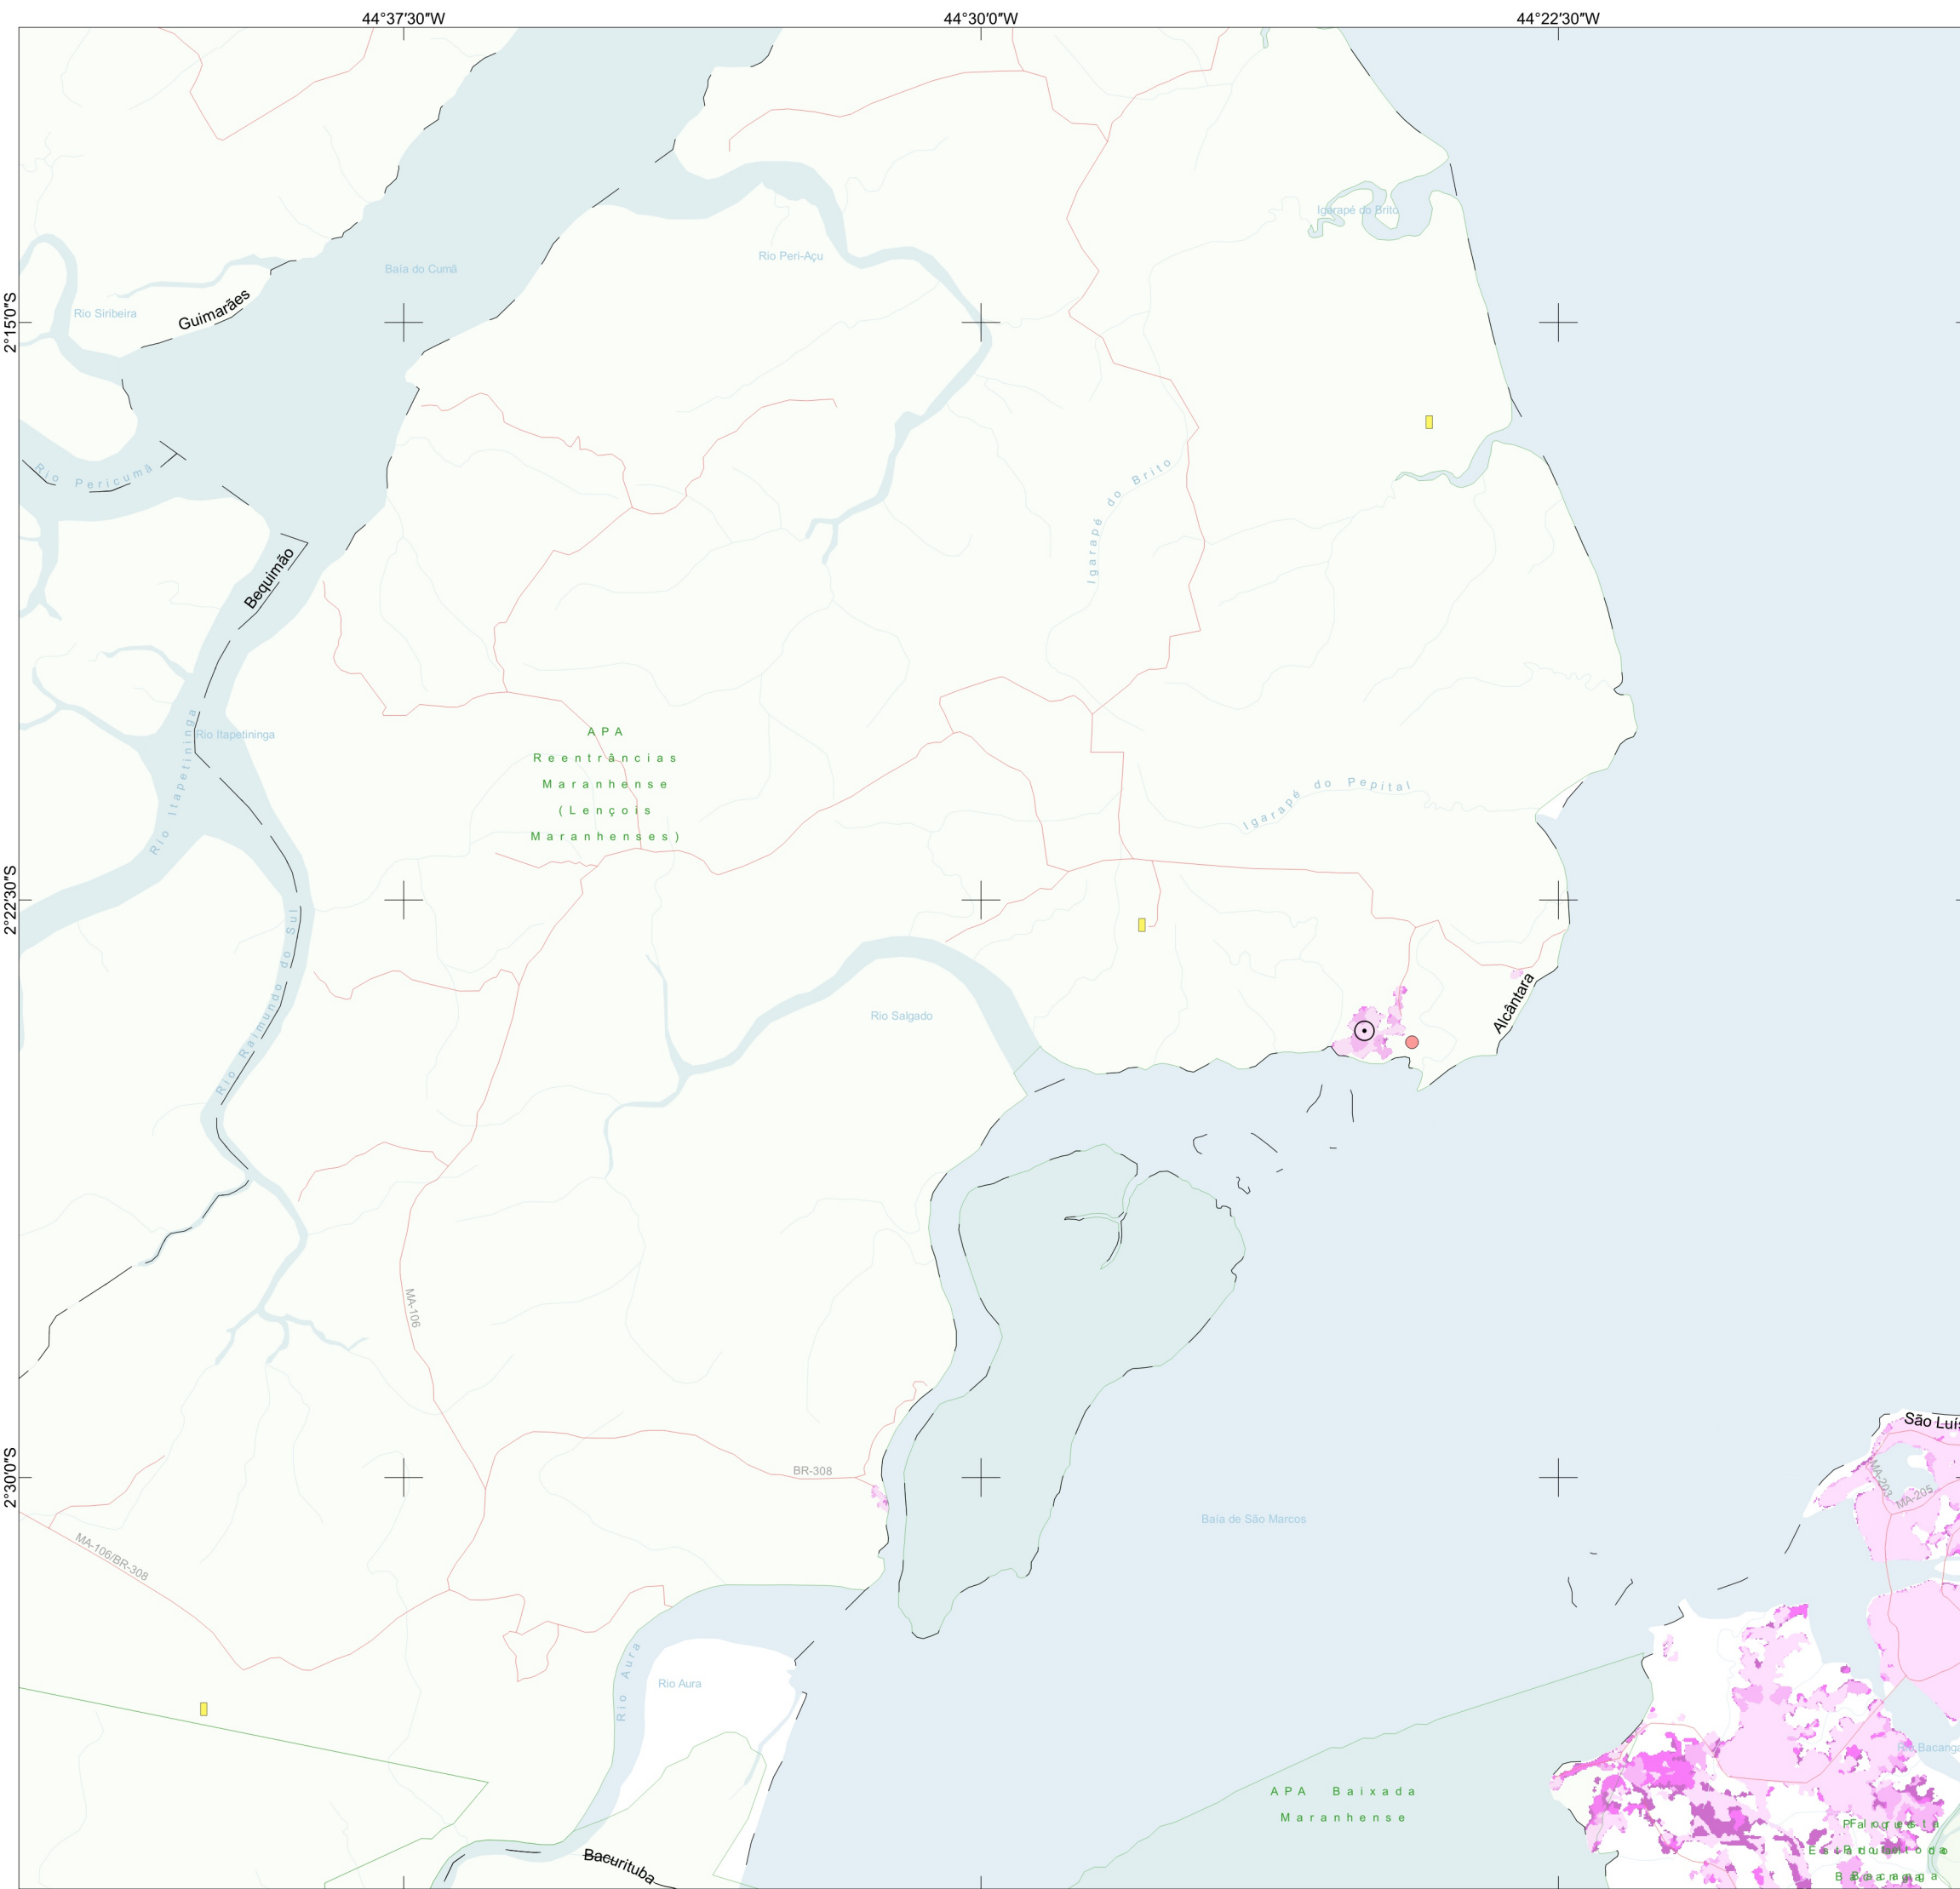 44°37'30"W
44°30'0"W
44°22'30"W
Igarapé do Brito
Rio Peri-Açu
Baía do Cumã
Guimarães
Rio Siribeira
2°15'0"S
Rio Pericumã
Igarapé do Brito
Bequimão
Rio Itapetininga
Rio Itapetininga
APA
Reentrâncias
Maranhense
(Lençois
Maranhenses)
Igarapé do Pepital
2°22'30"S
Rio Raimundo do Sul
Rio Salgado
Alcântara
MA-106
São Luís
BR-308
MA-203
MA-205
2°30'0"S
Baía de São Marcos
MA-106/BR-308
Rio Aura
Rio Aura
Rio Bacanga
APA Baixada
Maranhense
Bacurituba